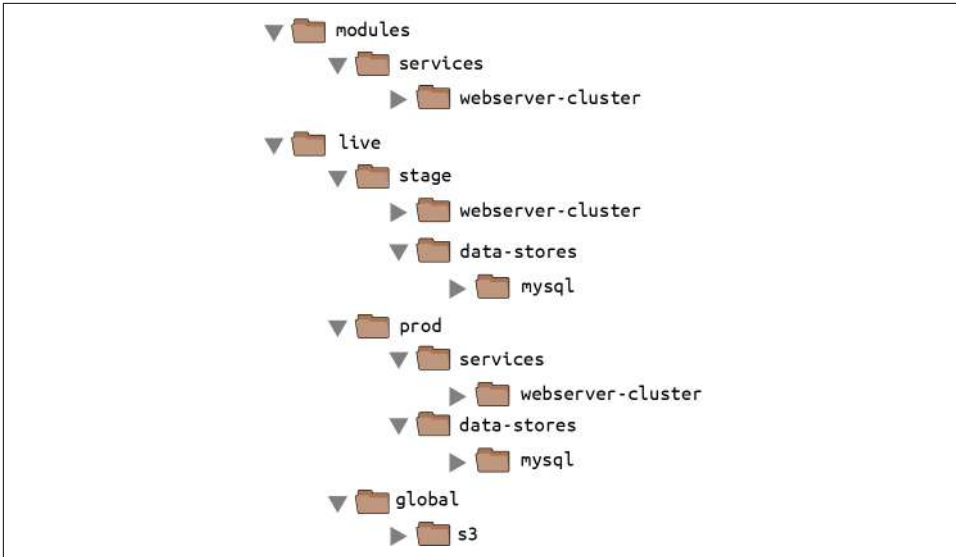 modules
services
webserver-cluster
live
stage
webserver-cluster
data-stores
mysql
prod
services
webserver-cluster
data-stores
mysql
global
s3